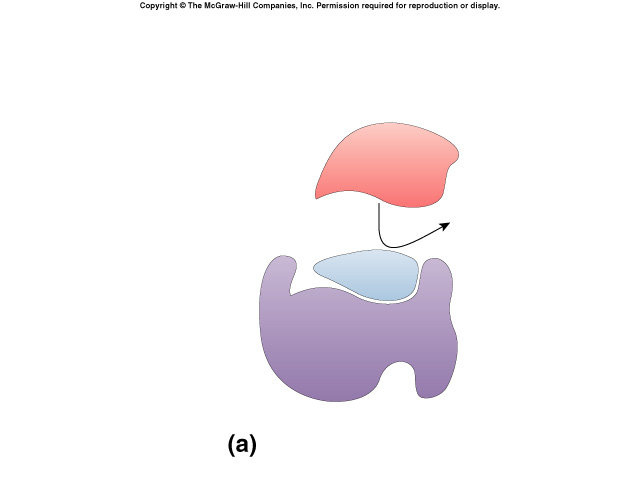 Copyright © The McGraw-Hill Companies, Inc. Permission required for reproduction or display.
(a)